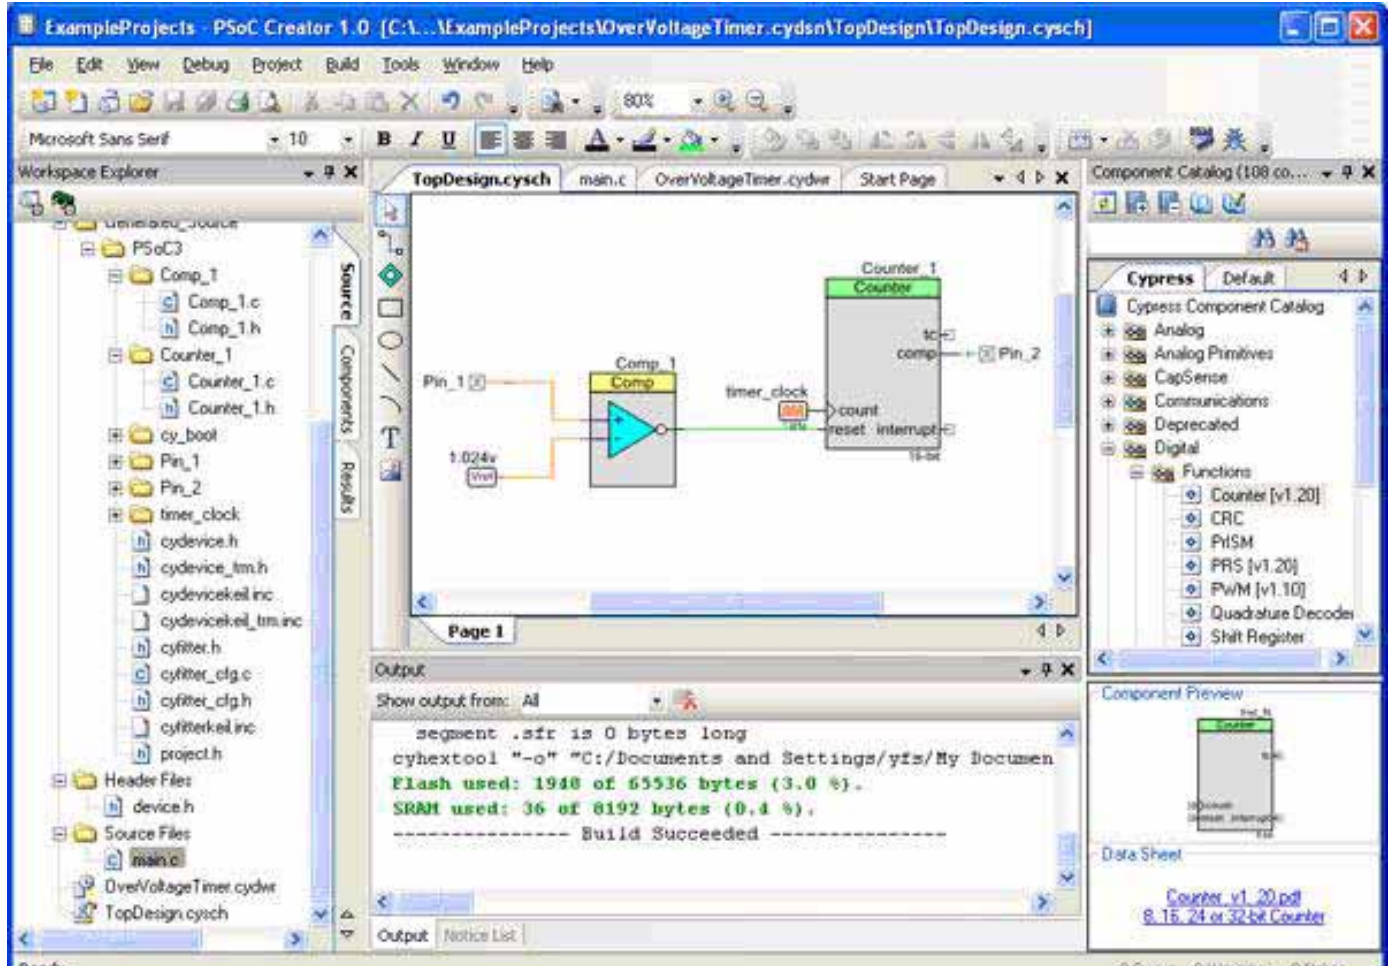 ExampleProjects - PSoC Creator 1.0 [C:\...\ExampleProjects\OverVoltageTimer.cydsn\TopDesign\TopDesign.cysch]
File Edit View Debug Project Build Tools Window Help
80%
Microsoft Sans Serif 10 B I U A
Workspace Explorer
Generated_Source
PSoC3
Comp_1
Comp_1.c
Comp_1.h
Counter_1
Counter_1.c
Counter_1.h
cy_boot
Pin_1
Pin_2
timer_clock
cydevice.h
cydevice_trm.h
cydevicekeil.inc
cydevicekeil_trm.inc
cyfitter.h
cyfitter_cfg.c
cyfitter_cfg.h
cyfitterkeil.inc
project.h
Header Files
device.h
Source Files
main.c
OverVoltageTimer.cydwr
TopDesign.cysch
Source
Components
Results
TopDesign.cysch main.c OverVoltageTimer.cydwr Start Page
T
Counter_1
Counter
tc
comp
Pin_2
Comp_1
Comp
Pin_1
timer_clock
count
reset interrupt
16-bit
1.024v
Vref
Page 1
Output
Show output from: All
segment .sfr is 0 bytes long
cyhextool "-o" "C:/Documents and Settings/yfs/My Documen
Flash used: 1940 of 65536 bytes (3.0 %).
SRAM used: 36 of 8192 bytes (0.4 %).
--------------- Build Succeeded ---------------
Output Notice List
Component Catalog (108 co...
Cypress Default
Cypress Component Catalog
Analog
Analog Primitives
CapSense
Communications
Deprecated
Digital
Functions
Counter [v1.20]
CRC
PrISM
PRS [v1.20]
PWM [v1.10]
Quadrature Decoder
Shift Register
Component Preview
Counter
Data Sheet
Counter_v1_20.pdf
8, 16, 24 or 32-bit Counter